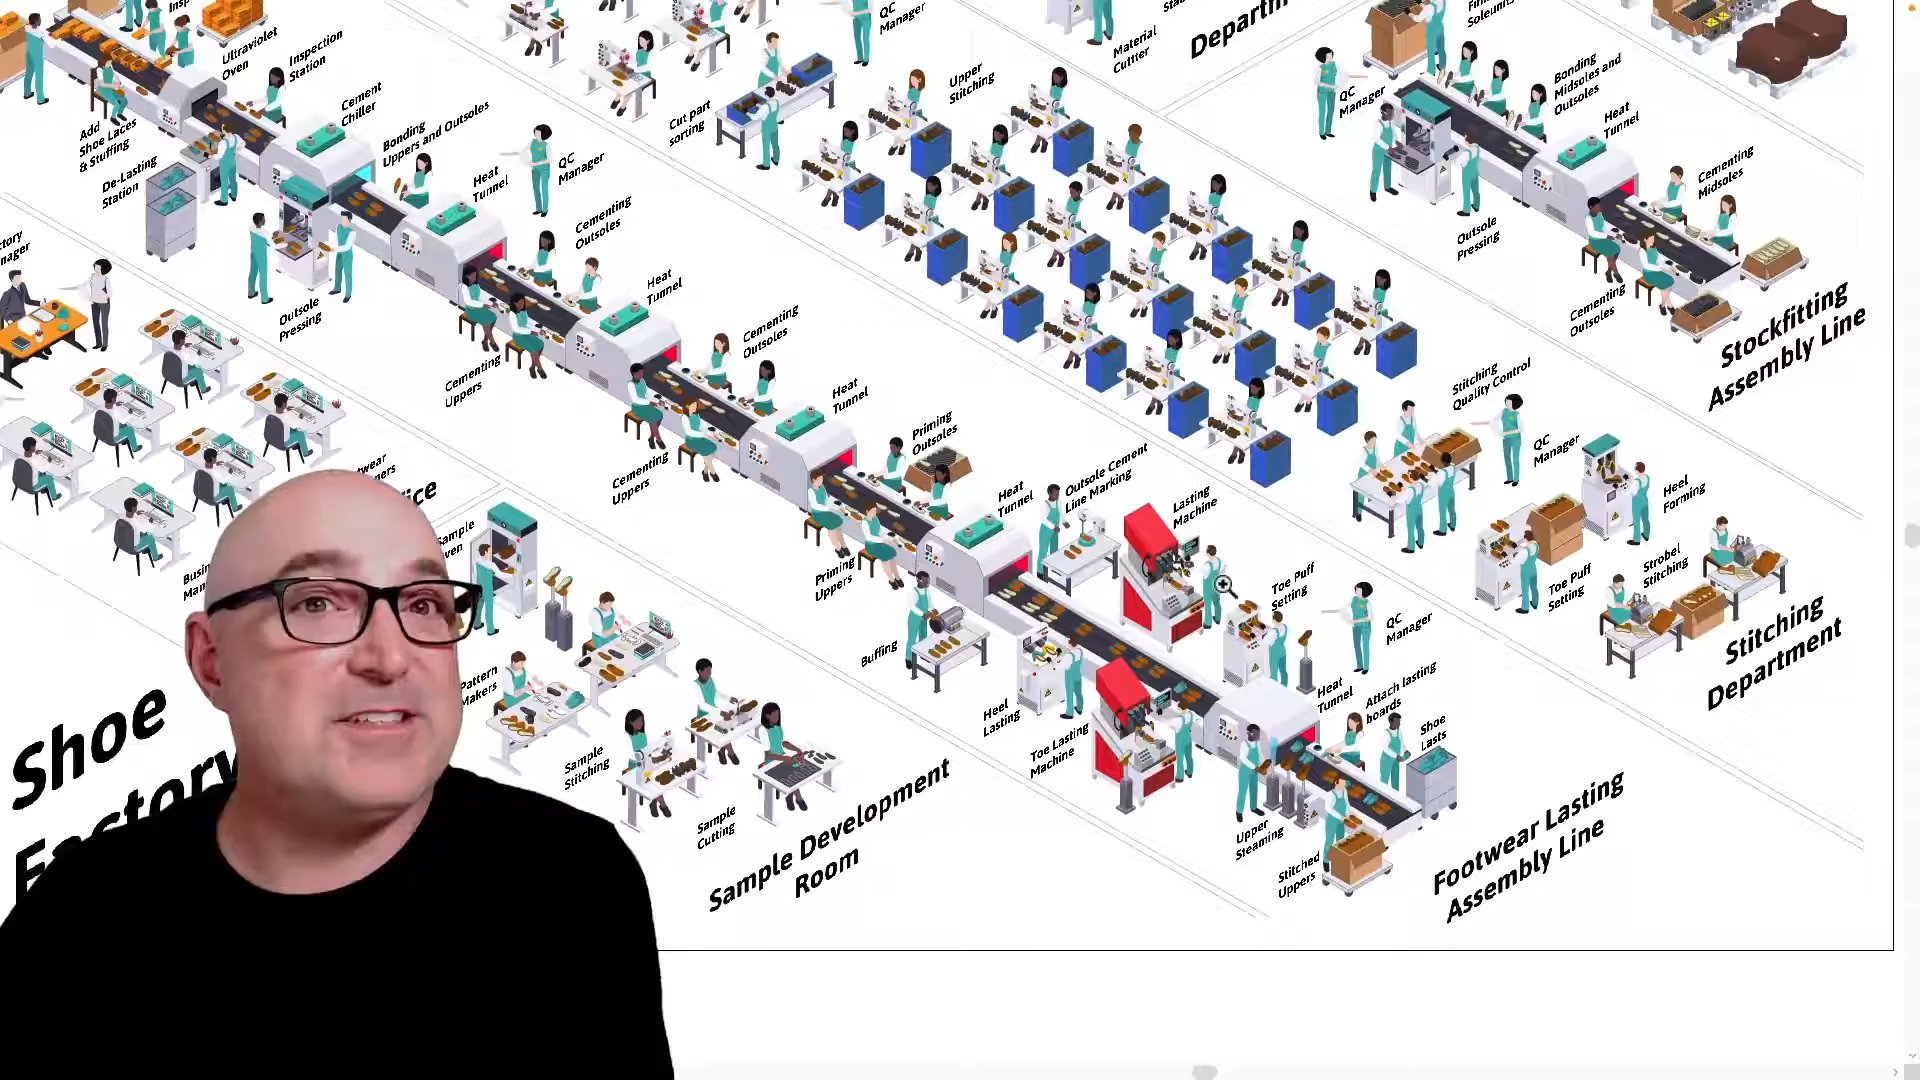 Ultraviolet
Oven
Inspection
Station
QC
Manager
Material
Cuttter
Add
Shoe Laces
& Stuffing
De-Lasting
Station
Cement
Chiller
Bonding
Uppers and Outsoles
Heat
Tunnel
QC
Manager
Cut part
sorting
Upper
Stitching
QC
Manager
Bonding
Midsoles and
Outsoles
Heat
Tunnel
Cementing
Midsoles
Outsole
Pressing
Cementing
Outsoles
Stockfitting
Assembly Line
Outsole
Pressing
Cementing
Outsoles
Heat
Tunnel
Cementing
Uppers
Cementing
Outsoles
Heat
Tunnel
Cementing
Uppers
Priming
Outsoles
Priming
Uppers
Heat
Tunnel
Outsole Cement
Line Marking
Lasting
Machine
Toe Puff
Setting
QC
Manager
Buffing
Heel
Lasting
Toe Lasting
Machine
Heat
Tunnel
Attach lasting
boards
Shoe
Lasts
Upper
Steaming
Stitched
Uppers
Footwear Lasting
Assembly Line
Stitching
Quality Control
QC
Manager
Heel
Forming
Toe Puff
Setting
Strobel
Stitching
Stitching
Department
Sample
Pattern
Makers
Sample
Stitching
Sample
Cutting
Sample Development
Room
Shoe
Factory